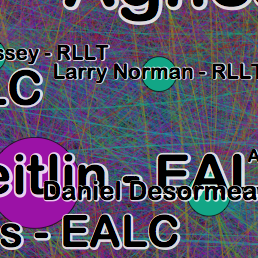 ssey - RLLT
Larry Norman - RLLT
LC
eitlin - EAL
Daniel Desormea
s - EALC